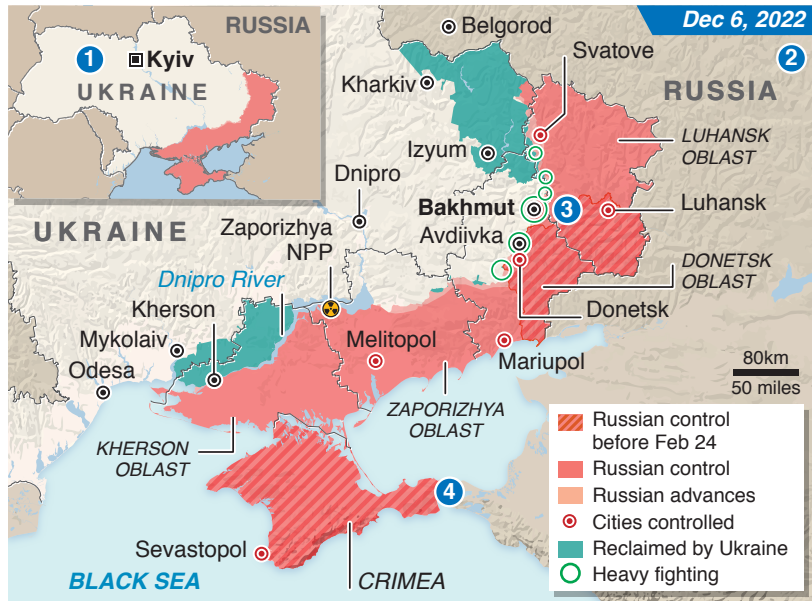 Dec 6, 2022
RUSSIA
1
Kyiv
UKRAINE
Belgorod
Svatove
2
RUSSIA
Kharkiv
LUHANSK
OBLAST
Izyum
Dnipro
Bakhmut
3
Luhansk
UKRAINE
Zaporizhya
NPP
Avdiivka
DONETSK
OBLAST
Dnipro River
Kherson
Donetsk
Mykolaiv
Melitopol
Mariupol
Odesa
80km
50 miles
ZAPORIZHYA
OBLAST
KHERSON
OBLAST
4
Sevastopol
BLACK SEA
CRIMEA
Russian control
before Feb 24
Russian control
Russian advances
Cities controlled
Reclaimed by Ukraine
Heavy fighting